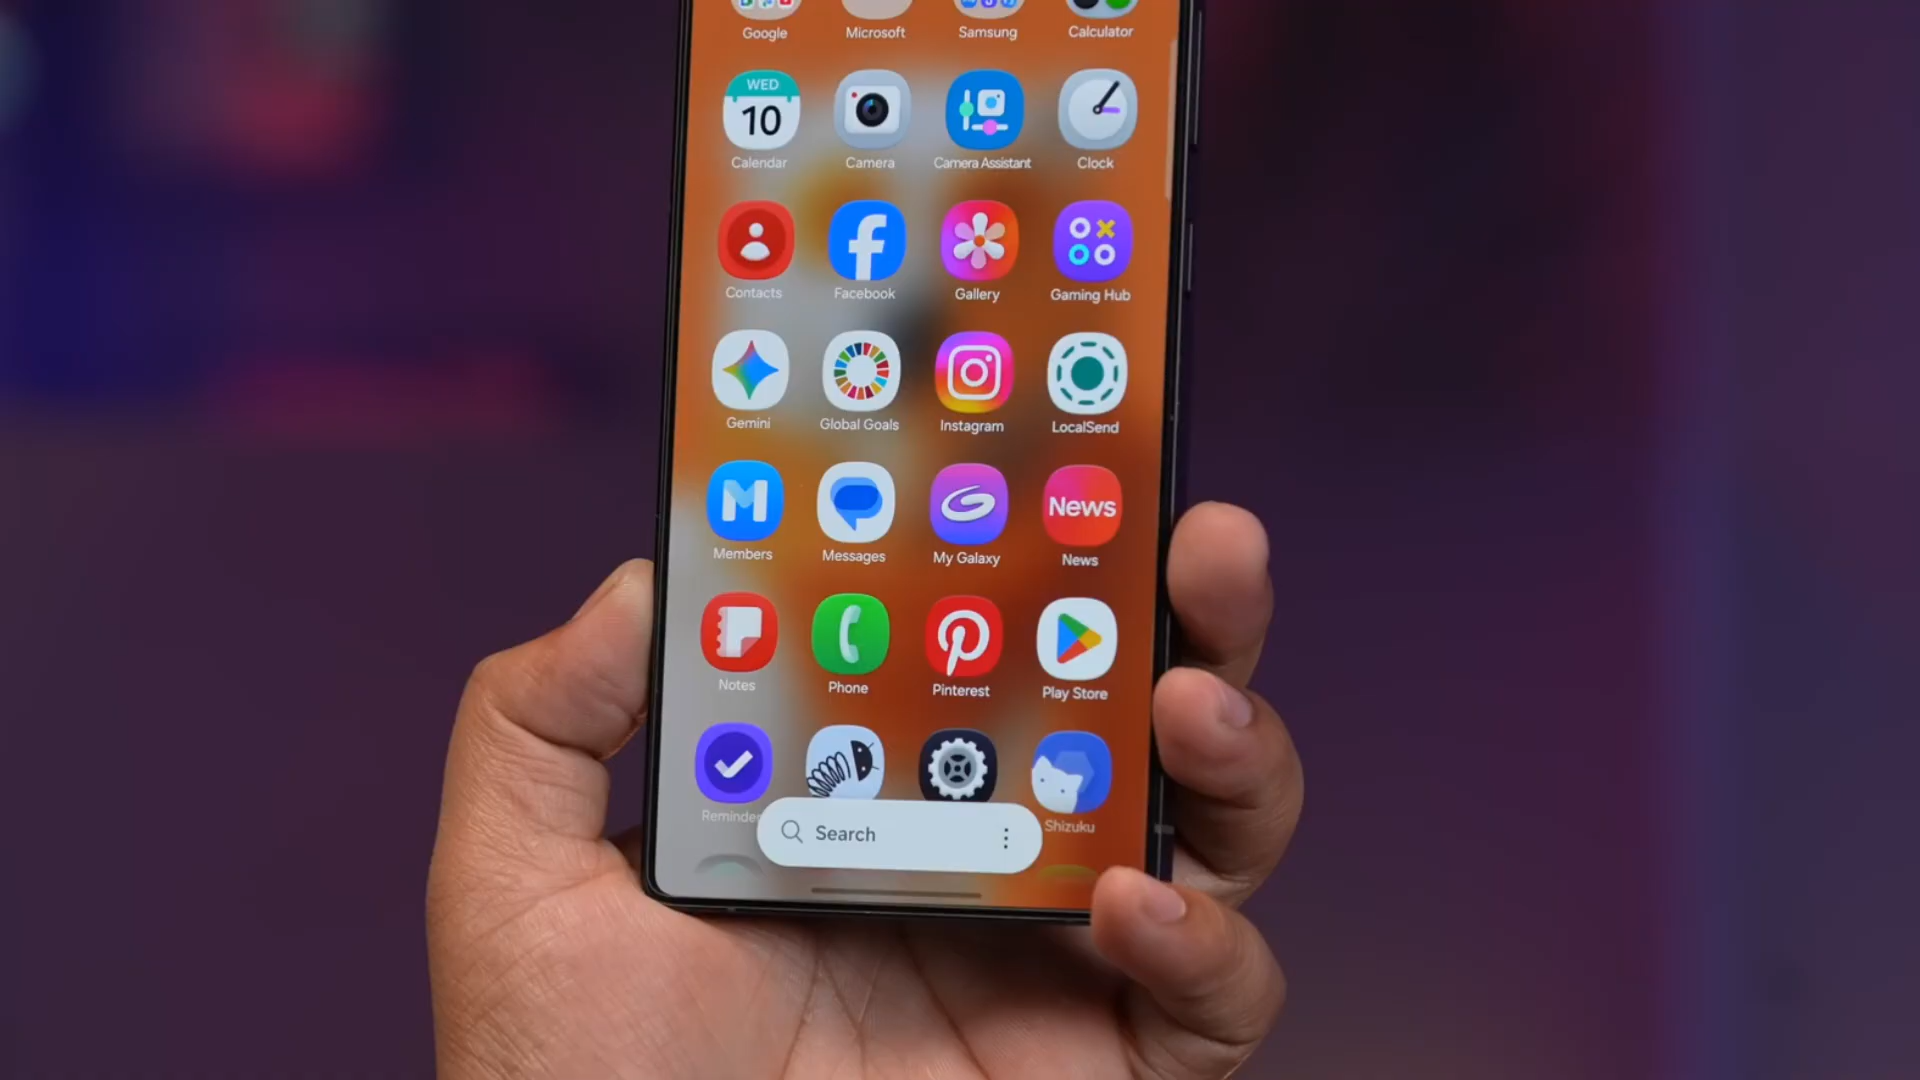 Google Microsoft Samsung Calculator
WED
10
Calendar Camera Camera Assistant Clock
Contacts Facebook Gallery Gaming Hub
Gemini Global Goals Instagram LocalSend
News
Members Messages My Galaxy News
Notes Phone Pinterest Play Store
Reminder Shizuku
Search